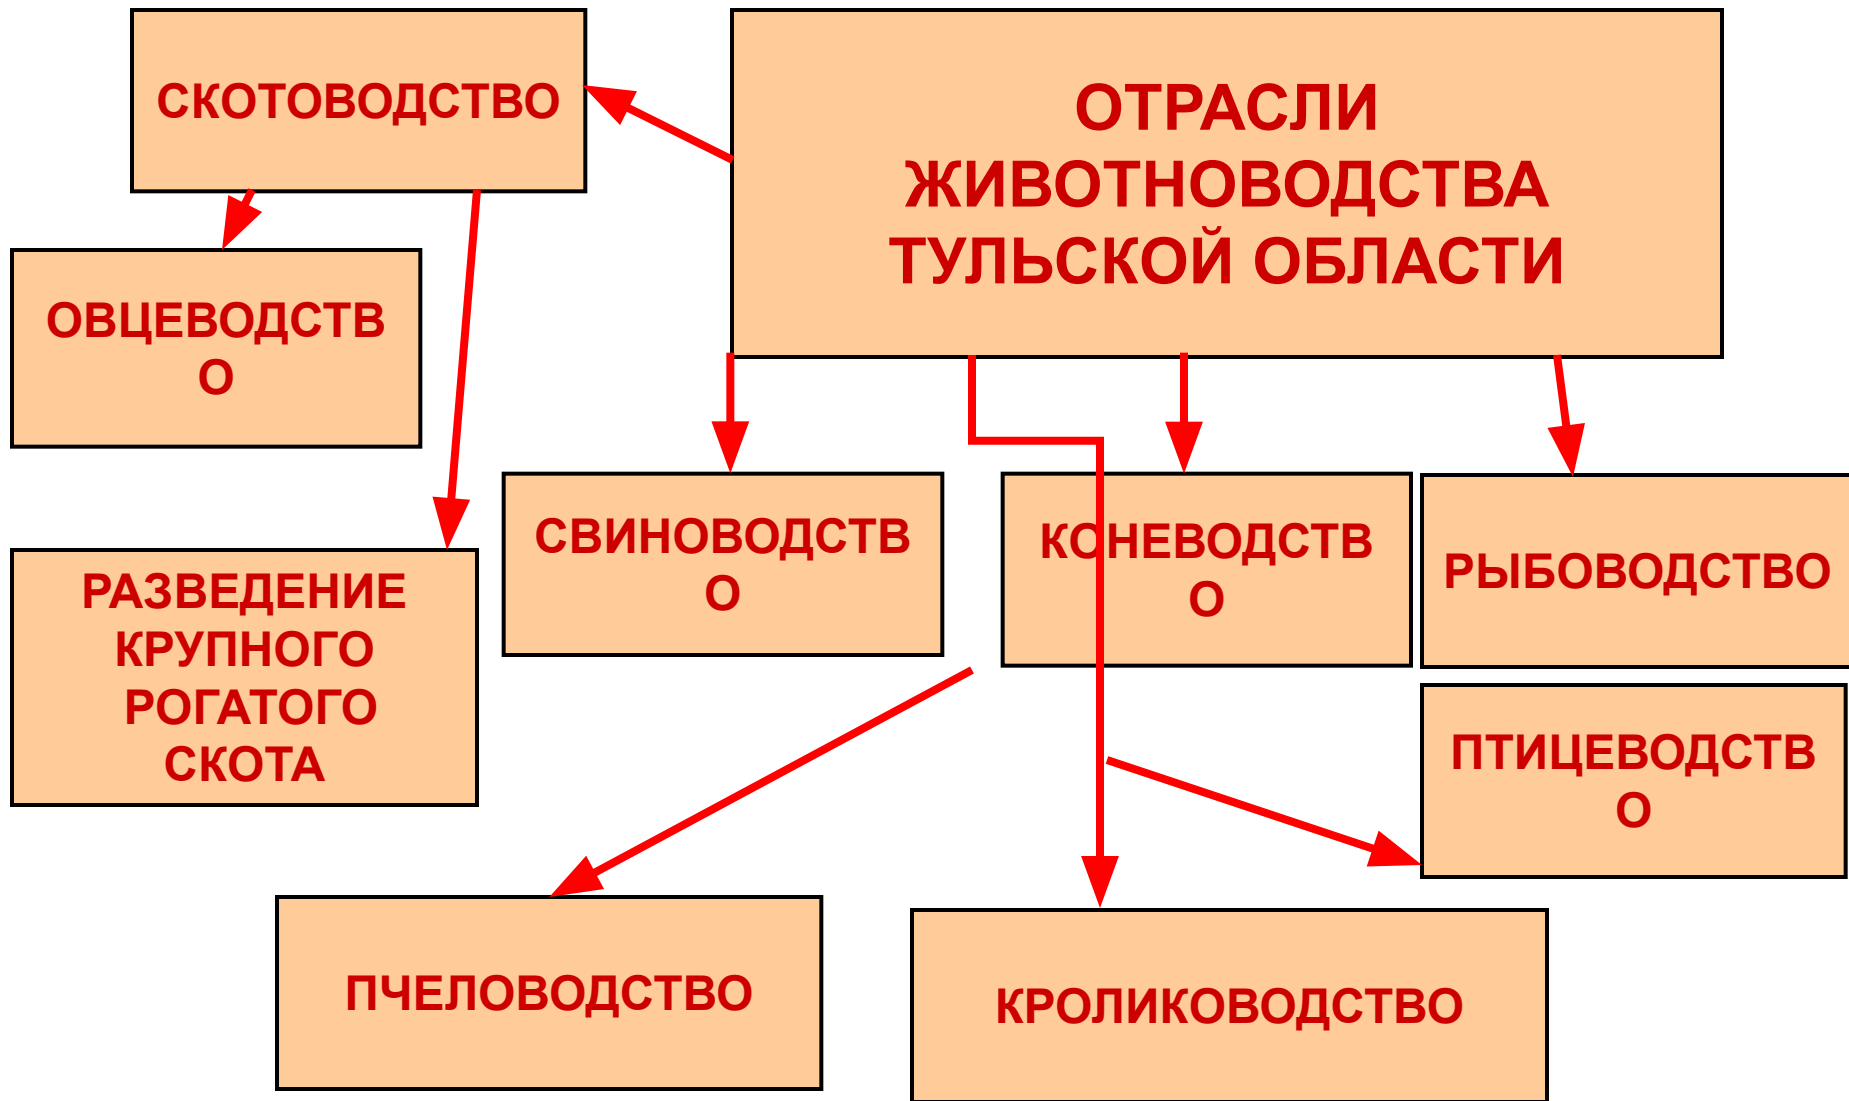 СКОТОВОДСТВО
ОТРАСЛИ
ЖИВОТНОВОДСТВА
ТУЛЬСКОЙ ОБЛАСТИ
ОВЦЕВОДСТВ
О
СВИНОВОДСТВ
О
КОНЕВОДСТВ
О
РЫБОВОДСТВО
РАЗВЕДЕНИЕ
КРУПНОГО
РОГАТОГО
СКОТА
ПТИЦЕВОДСТВ
О
ПЧЕЛОВОДСТВО
КРОЛИКОВОДСТВО